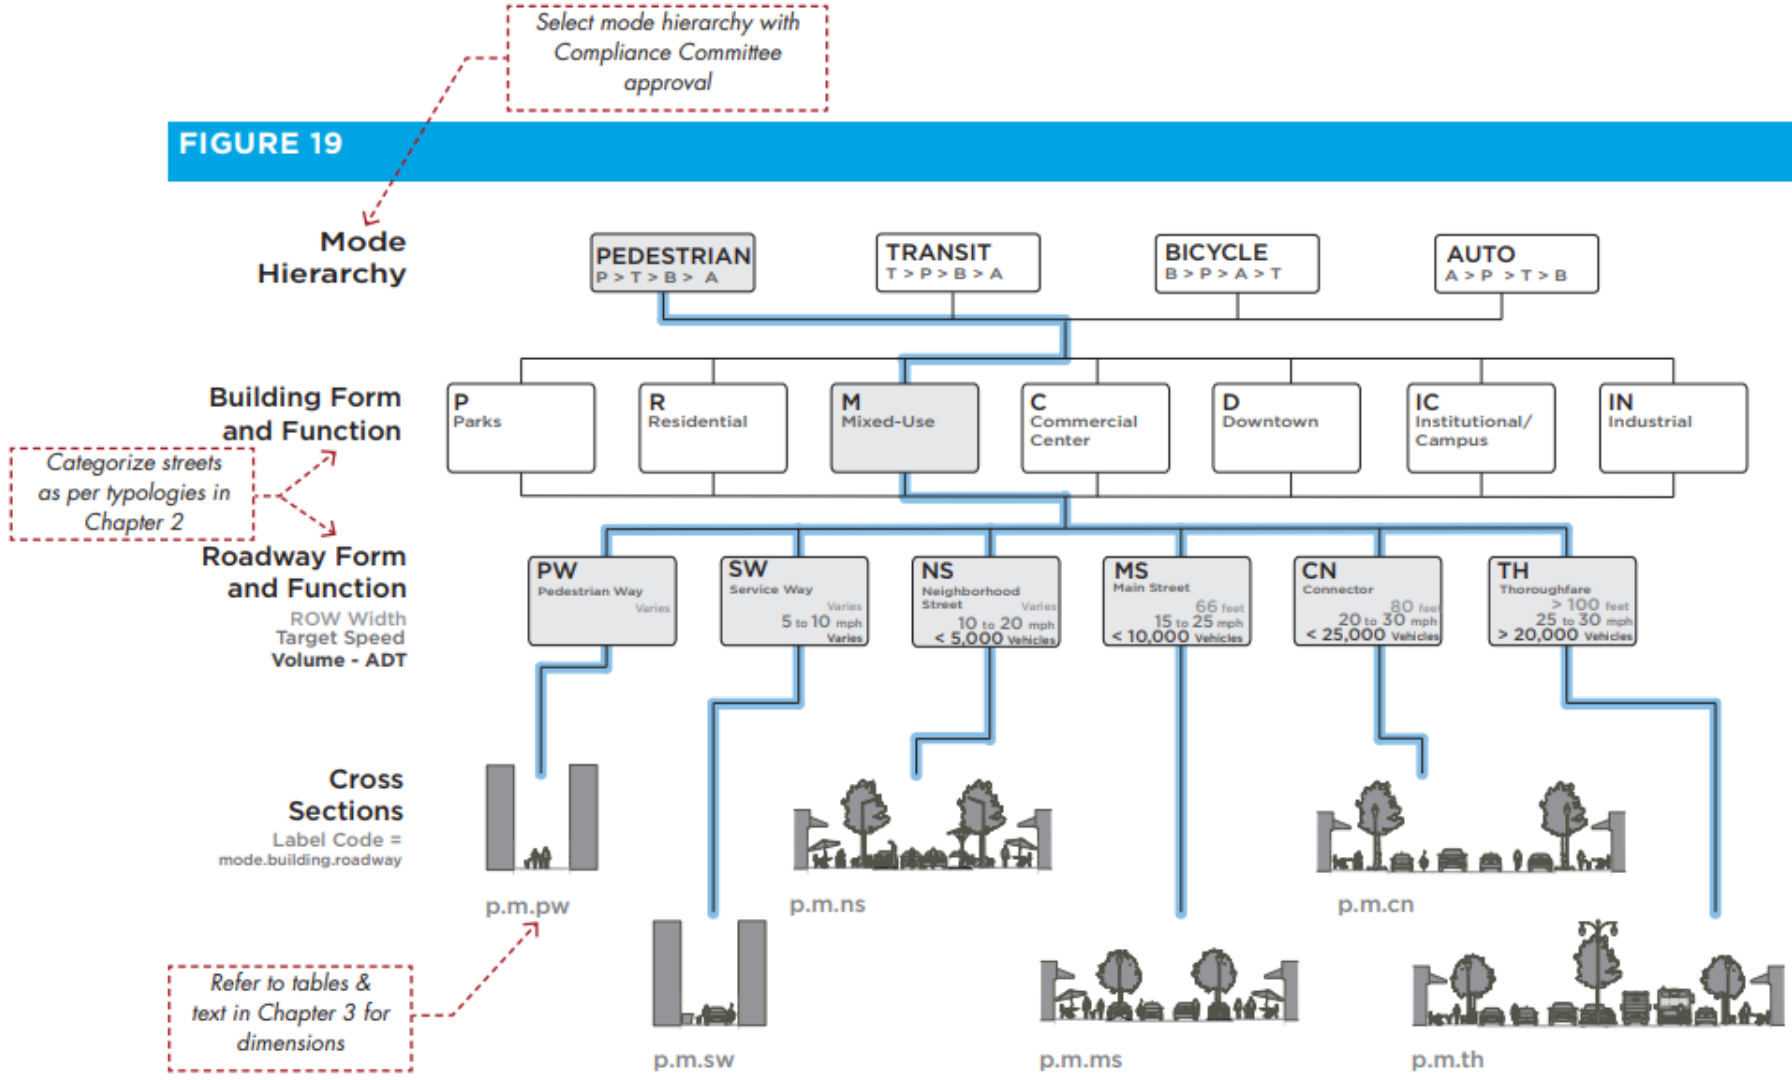 Select mode hierarchy with
Compliance Committee
approval
FIGURE 19
Mode
Hierarchy
PEDESTRIAN
P > T > B > A
TRANSIT
T > P > B > A
BICYCLE
B > P > A > T
AUTO
A > P > T > B
Building Form
and Function
P
Parks
R
Residential
M
Mixed-Use
C
Commercial
Center
D
Downtown
IC
Institutional/
Campus
IN
Industrial
Categorize streets
as per typologies in
Chapter 2
Roadway Form
and Function
ROW Width
Target Speed
Volume - ADT
PW
Pedestrian Way
Varies
SW
Service Way
Varies
5 to 10 mph
Varies
NS
Neighborhood
Street
Varies
10 to 20 mph
< 5,000 Vehicles
MS
Main Street
66 feet
15 to 25 mph
< 10,000 Vehicles
CN
Connector
80 feet
20 to 30 mph
< 25,000 Vehicles
TH
Thoroughfare
> 100 feet
25 to 30 mph
> 20,000 Vehicles
Cross
Sections
Label Code =
mode.building.roadway
p.m.pw
p.m.ns
p.m.cn
Refer to tables &
text in Chapter 3 for
dimensions
p.m.sw
p.m.ms
p.m.th